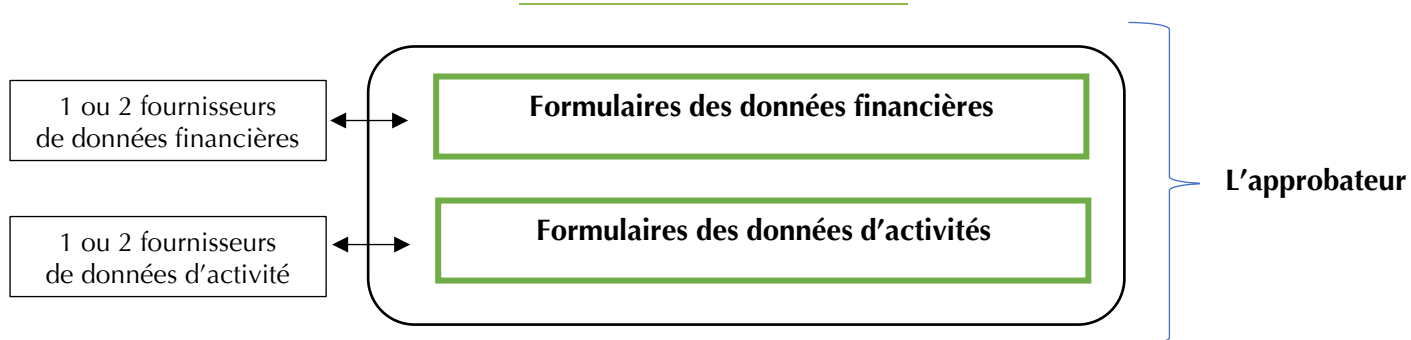 1 ou 2 fournisseurs
de données financières
Formulaires des données financières
L’approbateur
1 ou 2 fournisseurs
de données d’activité
Formulaires des données d’activités